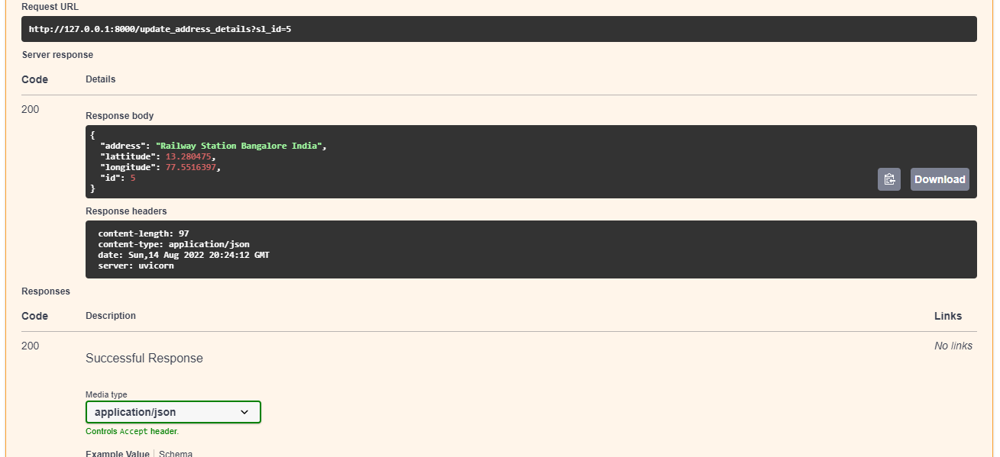 Request URL
http://127.0.0.1:8000/update_address_details?sl_id=5
Server response
Code Details
200
Response body
{
"address": "Railway Station Bangalore India",
"lattitude": 13.280475,
"longitude": 77.5516397,
"id": 5
}
Download
Response headers
content-length: 97
content-type: application/json
date: Sun,14 Aug 2022 20:24:12 GMT
server: uvicorn
Responses
Code Description Links
200 No links
Successful Response
Media type
application/json
Controls Accept header.
Example Value Schema